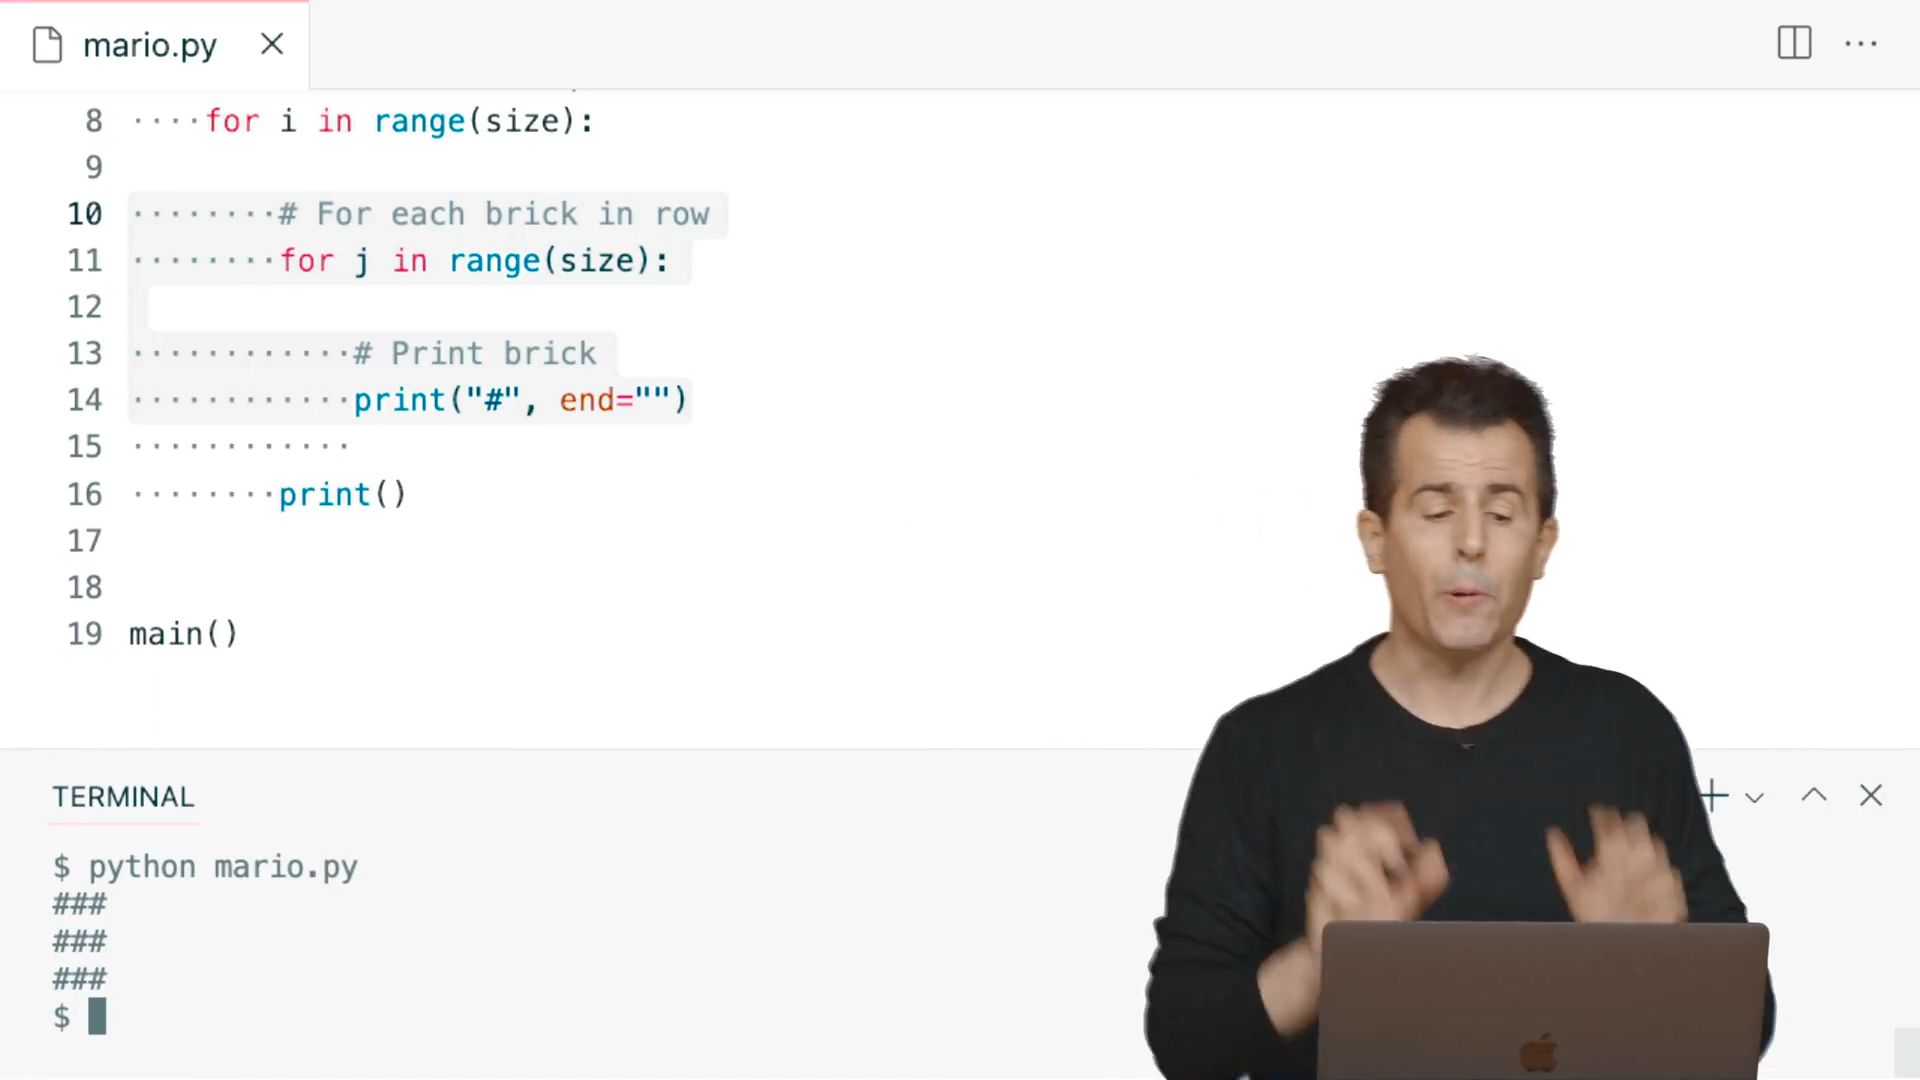 mario.py
8 ····for i in range(size):
9
10 ········# For each brick in row
11 ········for j in range(size):
12
13 ············# Print brick
14 ············print("#", end="")
15 ············
16 ········print()
17
18
19 main()
TERMINAL
$ python mario.py
###
###
###
$